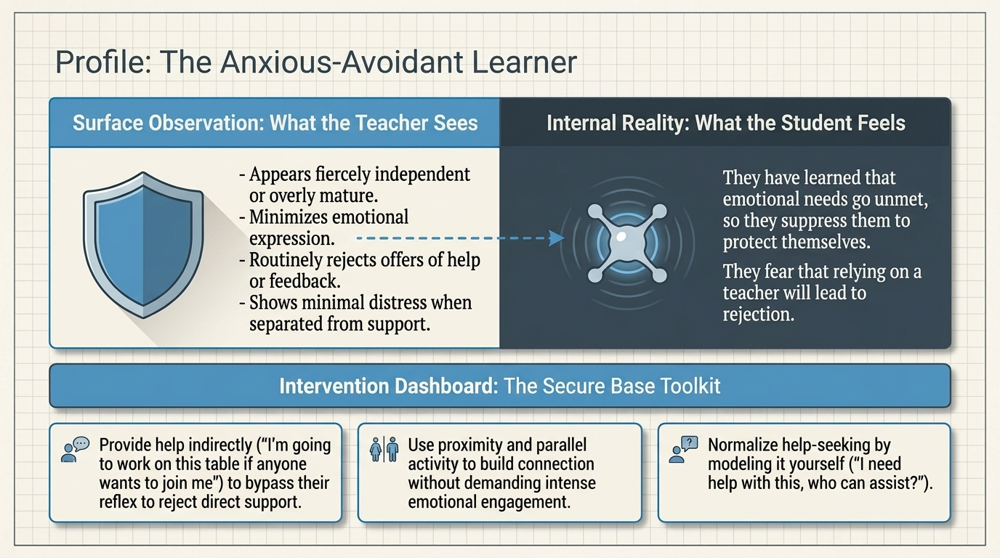 Profile: The Anxious-Avoidant Learner
Surface Observation: What the Teacher Sees
- Appears fiercely independent
or overly mature.
- Minimizes emotional
expression.
- Routinely rejects offers of help
or feedback.
- Shows minimal distress when
separated from support.
Internal Reality: What the Student Feels
They have learned that
emotional needs go unmet,
so they suppress them to
protect themselves.
They fear that relying on a
teacher will lead to
rejection.
Intervention Dashboard: The Secure Base Toolkit
Provide help indirectly (“I’m going
to work on this table if anyone
wants to join me”) to bypass their
reflex to reject direct support.
Use proximity and parallel
activity to build connection
without demanding intense
emotional engagement.
?
Normalize help-seeking by
modeling it yourself (“I need
help with this, who can assist?”).